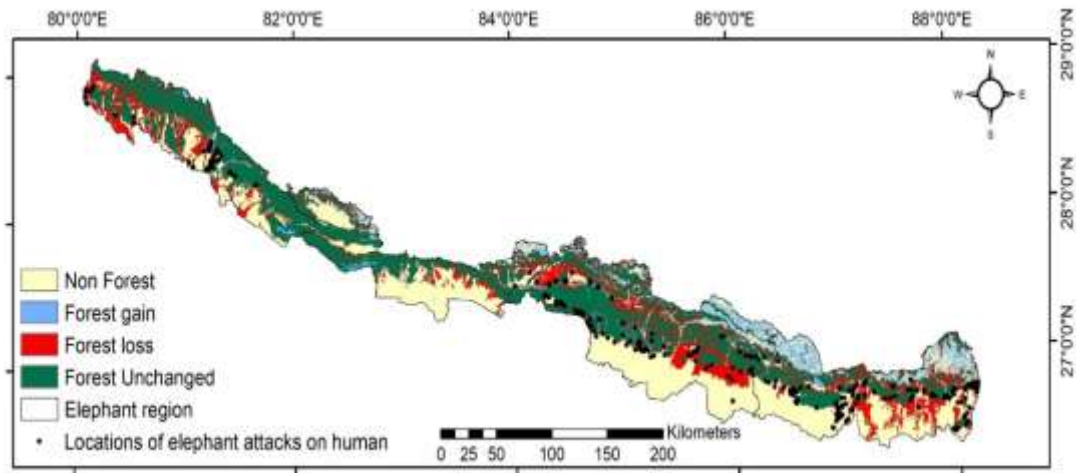 80°0'0"E 82°0'0"E 84°0'0"E 86°0'0"E 88°0'0"E
29°0'0"N
N
W E
S
28°0'0"N
27°0'0"N
Non Forest
Forest gain
Forest loss
Forest Unchanged
Elephant region
Locations of elephant attacks on human
Kilometers
0 25 50 100 150 200